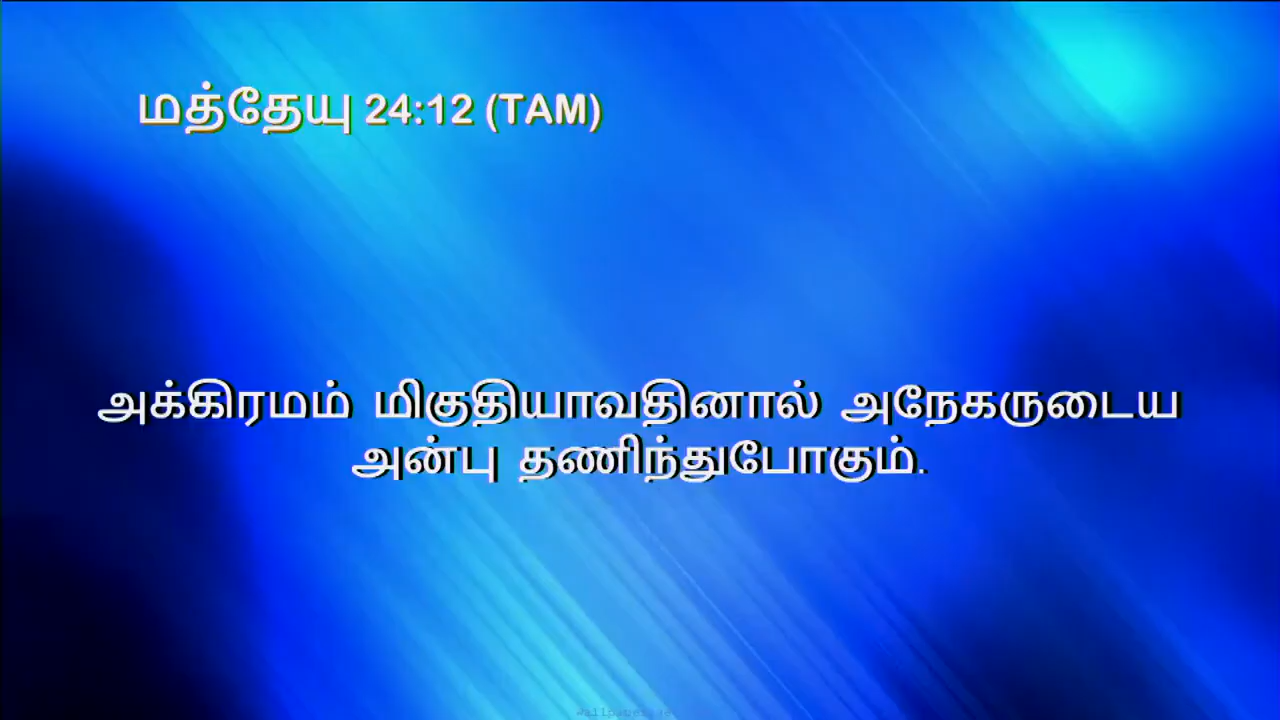 மத்தேயு 24:12 (TAM)
அக்கிரமம் மிகுதியாவதினால் அநேகருடைய
அன்பு தணிந்துபோகும்.